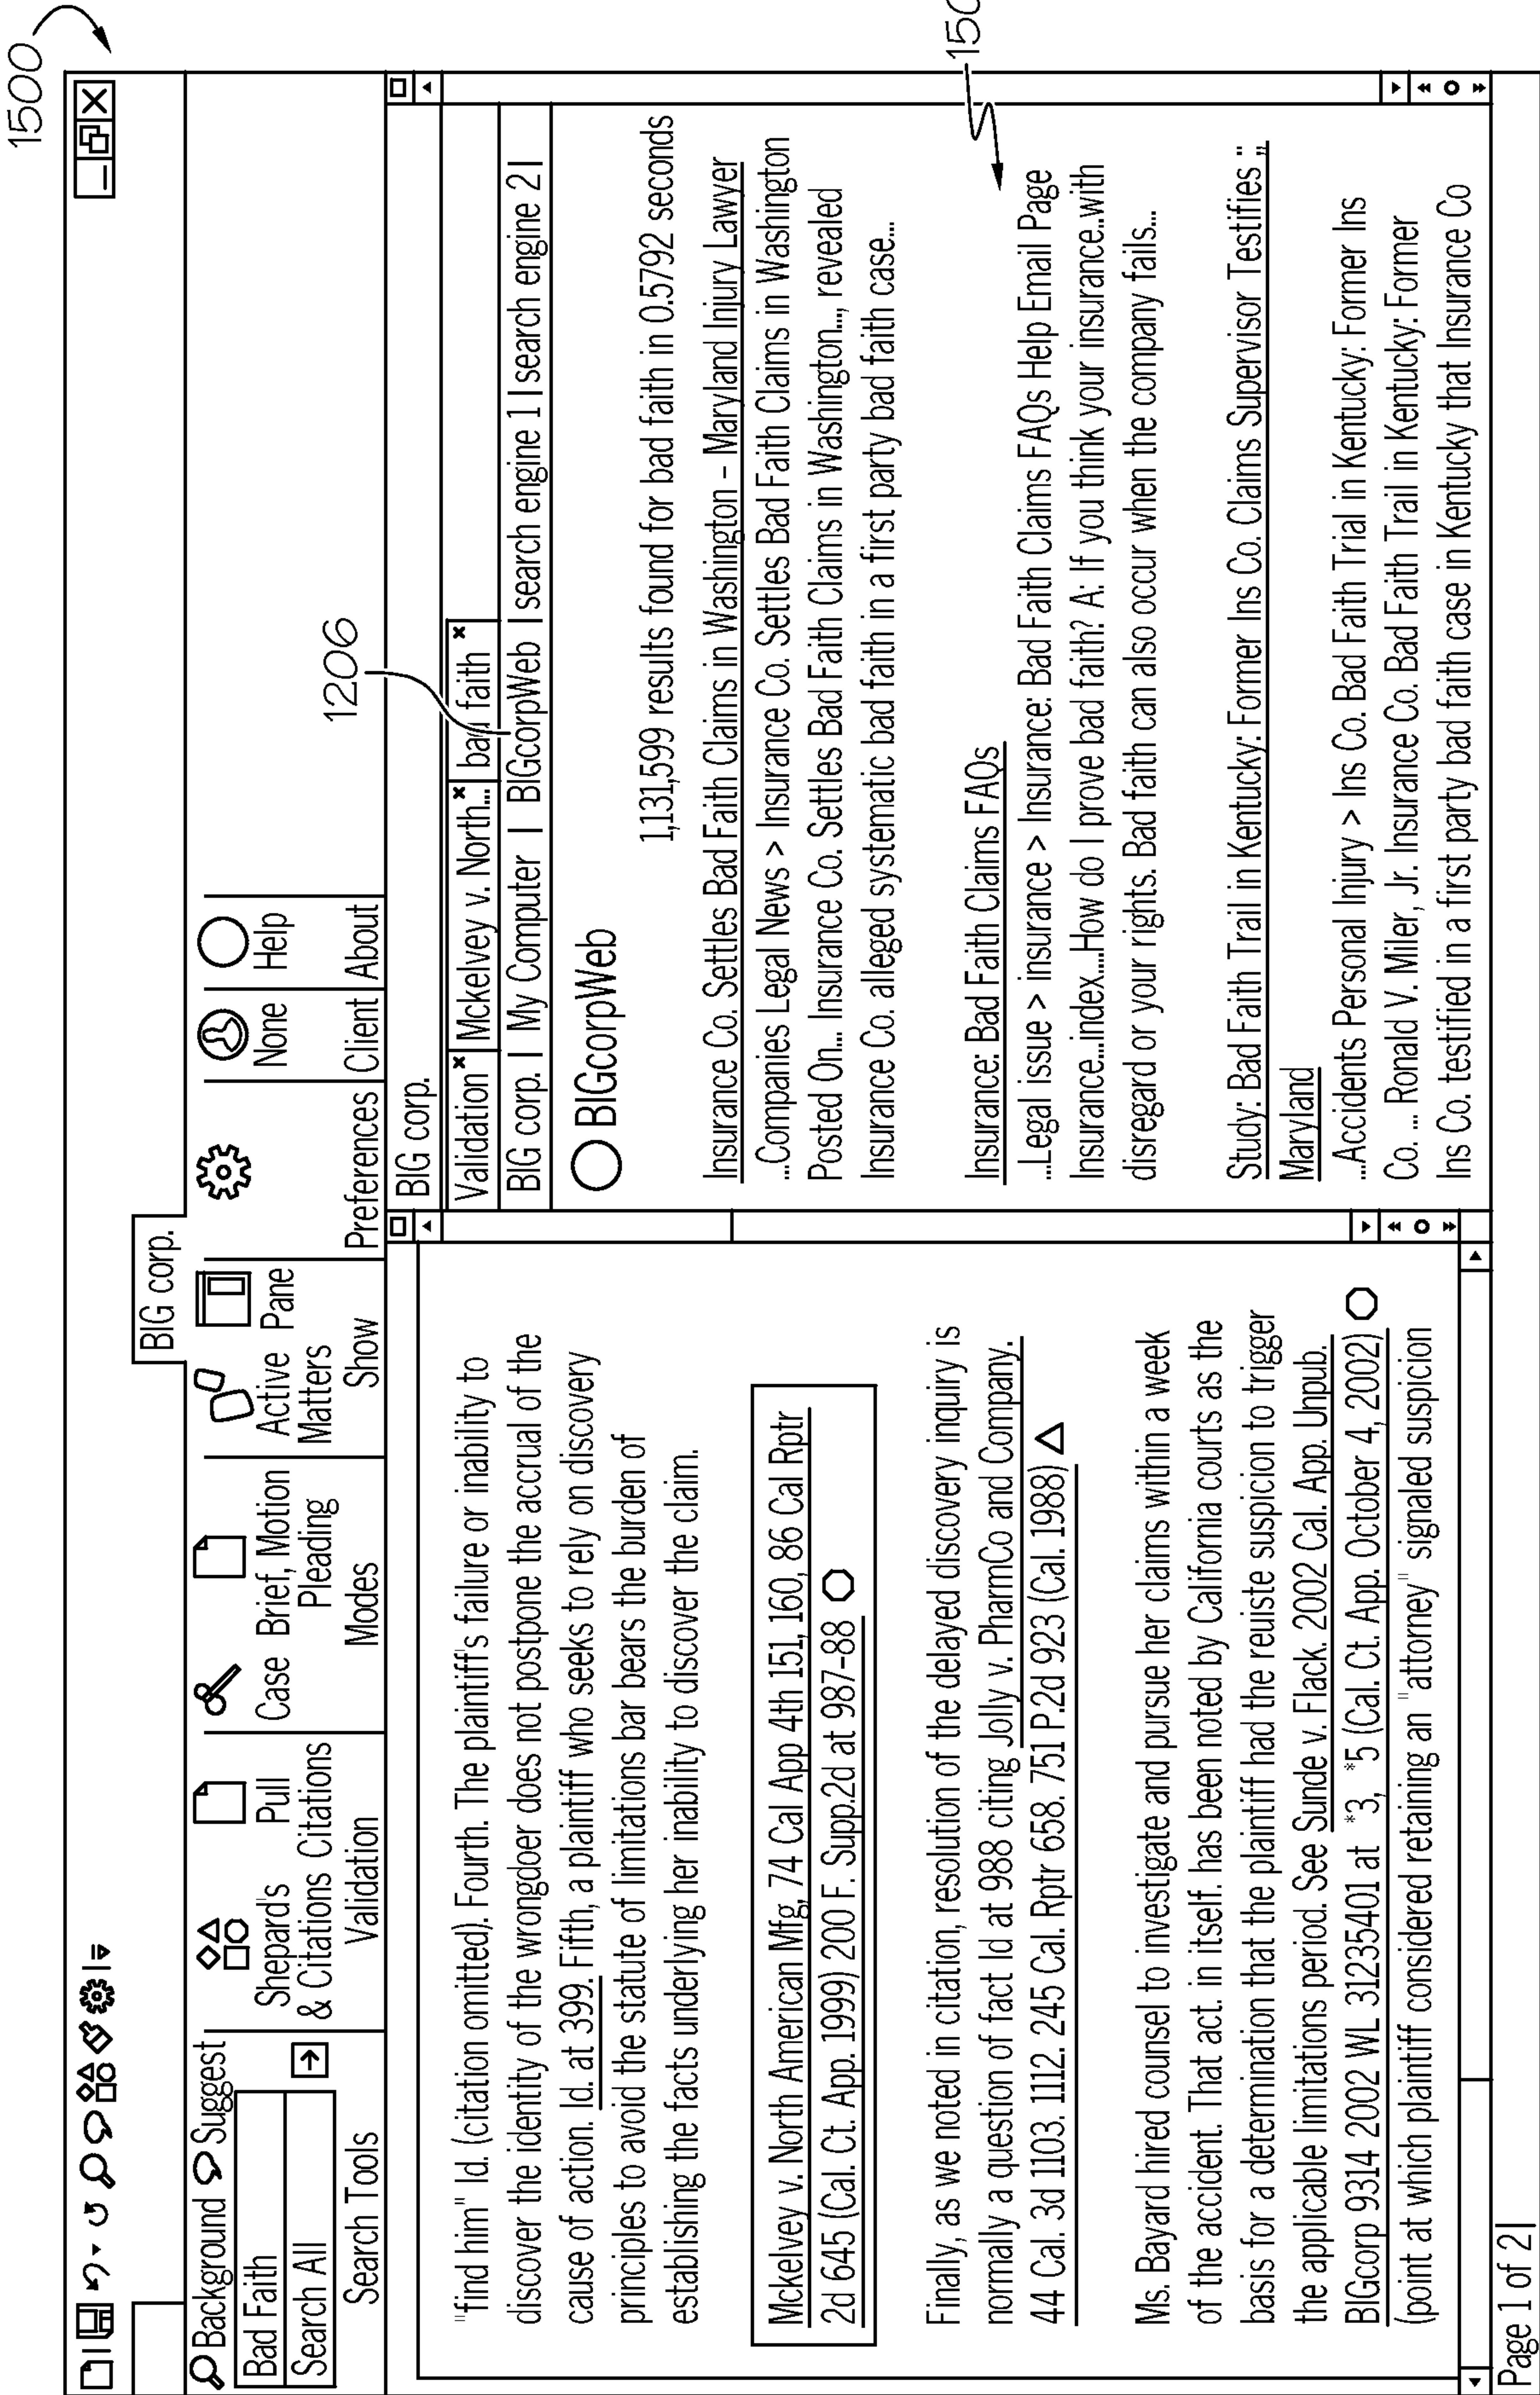 1500
BIG corp.
Background Suggest
Bad Faith
Search All
Search Tools
Shepard's
& Citations
Pull
Citations
Validation
Case
Brief, Motion
Pleading
Modes
Active
Matters
Pane
Show
Preferences
None
Client
Help
About
1206
"find him" Id. (citation omitted). Fourth. The plaintiff's failure or inability to
discover the identity of the wrongdoer does not postpone the accrual of the
cause of action. Id. at 399. Fifth, a plaintiff who seeks to rely on discovery
principles to avoid the statute of limitations bar bears the burden of
establishing the facts underlying her inability to discover the claim.
Mckelvey v. North American Mfg, 74 Cal App 4th 151, 160, 86 Cal Rptr
2d 645 (Cal. Ct. App. 1999) 200 F. Supp.2d at 987-88
Finally, as we noted in citation, resolution of the delayed discovery inquiry is
normally a question of fact Id at 988 citing Jolly v. PharmCo and Company.
44 Cal. 3d 1103. 1112. 245 Cal. Rptr 658. 751 P.2d 923 (Cal. 1988)
Ms. Bayard hired counsel to investigate and pursue her claims within a week
of the accident. That act. in itself. has been noted by California courts as the
basis for a determination that the plaintiff had the reuiste suspicion to trigger
the applicable limitations period. See Sunde v. Flack. 2002 Cal. App. Unpub.
BIGcorp 9314 2002 WL 31235401 at *3, *5 (Cal. Ct. App. October 4, 2002)
(point at which plaintiff considered retaining an "attorney" signaled suspicion
BIG corp.
Validation x Mckelvey v. North... x bad faith x
BIG corp. | My Computer | BIGcorpWeb | search engine 1 | search engine 2 |
BIGcorpWeb
1,131,599 results found for bad faith in 0.5792 seconds
Insurance Co. Settles Bad Faith Claims in Washington - Maryland Injury Lawyer
...Companies Legal News > Insurance Co. Settles Bad Faith Claims in Washington
Posted On... Insurance Co. Settles Bad Faith Claims in Washington..., revealed
Insurance Co. alleged systematic bad faith in a first party bad faith case...
150
Insurance: Bad Faith Claims FAQs
...Legal issue > insurance > Insurance: Bad Faith Claims FAQs Help Email Page
Insurance...index....How do I prove bad faith? A: If you think your insurance..with
disregard or your rights. Bad faith can also occur when the company fails...
Study: Bad Faith Trail in Kentucky: Former Ins Co. Claims Supervisor Testifies ,,
Maryland
...Accidents Personal Injury > Ins Co. Bad Faith Trial in Kentucky: Former Ins
Co. ... Ronald V. Miler, Jr. Insurance Co. Bad Faith Trail in Kentucky: Former
Ins Co. testified in a first party bad faith case in Kentucky that Insurance Co
Page 1 of 2|